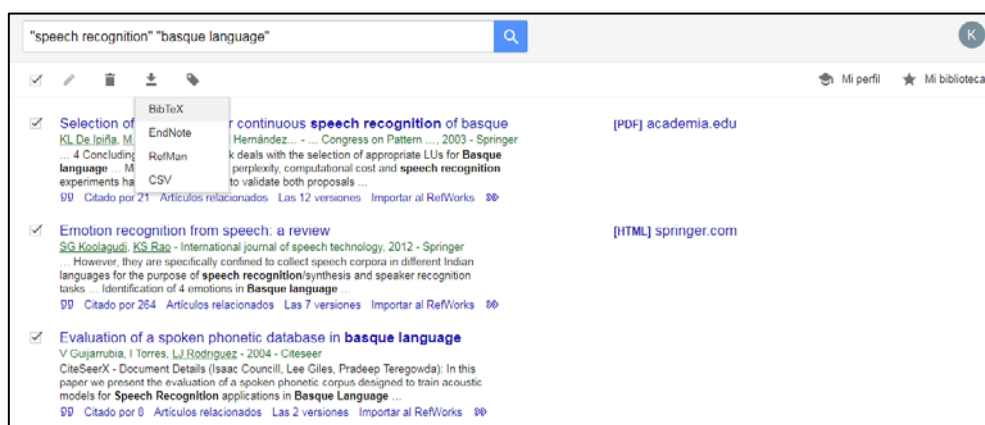 "speech recognition" "basque language"
K
Mi perfil Mi biblioteca
BibTeX
EndNote
RefMan
CSV
Selection of r continuous speech recognition of basque
[PDF] academia.edu
KL De Ipiña, M Hernández... - ... Congress on Pattern ..., 2003 - Springer
... 4 Concluding k deals with the selection of appropriate LUs for Basque
language ... M perplexity, computational cost and speech recognition
experiments ha to validate both proposals ...
Citado por 21 Artículos relacionados Las 12 versiones Importar al RefWorks
Emotion recognition from speech: a review
[HTML] springer.com
SG Koolagudi, KS Rao - International journal of speech technology, 2012 - Springer
... However, they are specifically confined to collect speech corpora in different Indian
languages for the purpose of speech recognition/synthesis and speaker recognition
tasks ... Identification of 4 emotions in Basque language ...
Citado por 264 Artículos relacionados Las 7 versiones Importar al RefWorks
Evaluation of a spoken phonetic database in basque language
V Guijarrubia, I Torres, LJ Rodriguez - 2004 - Citeseer
CiteSeerX - Document Details (Isaac Councill, Lee Giles, Pradeep Teregowda): In this
paper we present the evaluation of a spoken phonetic corpus designed to train acoustic
models for Speech Recognition applications in Basque Language ...
Citado por 8 Artículos relacionados Las 2 versiones Importar al RefWorks